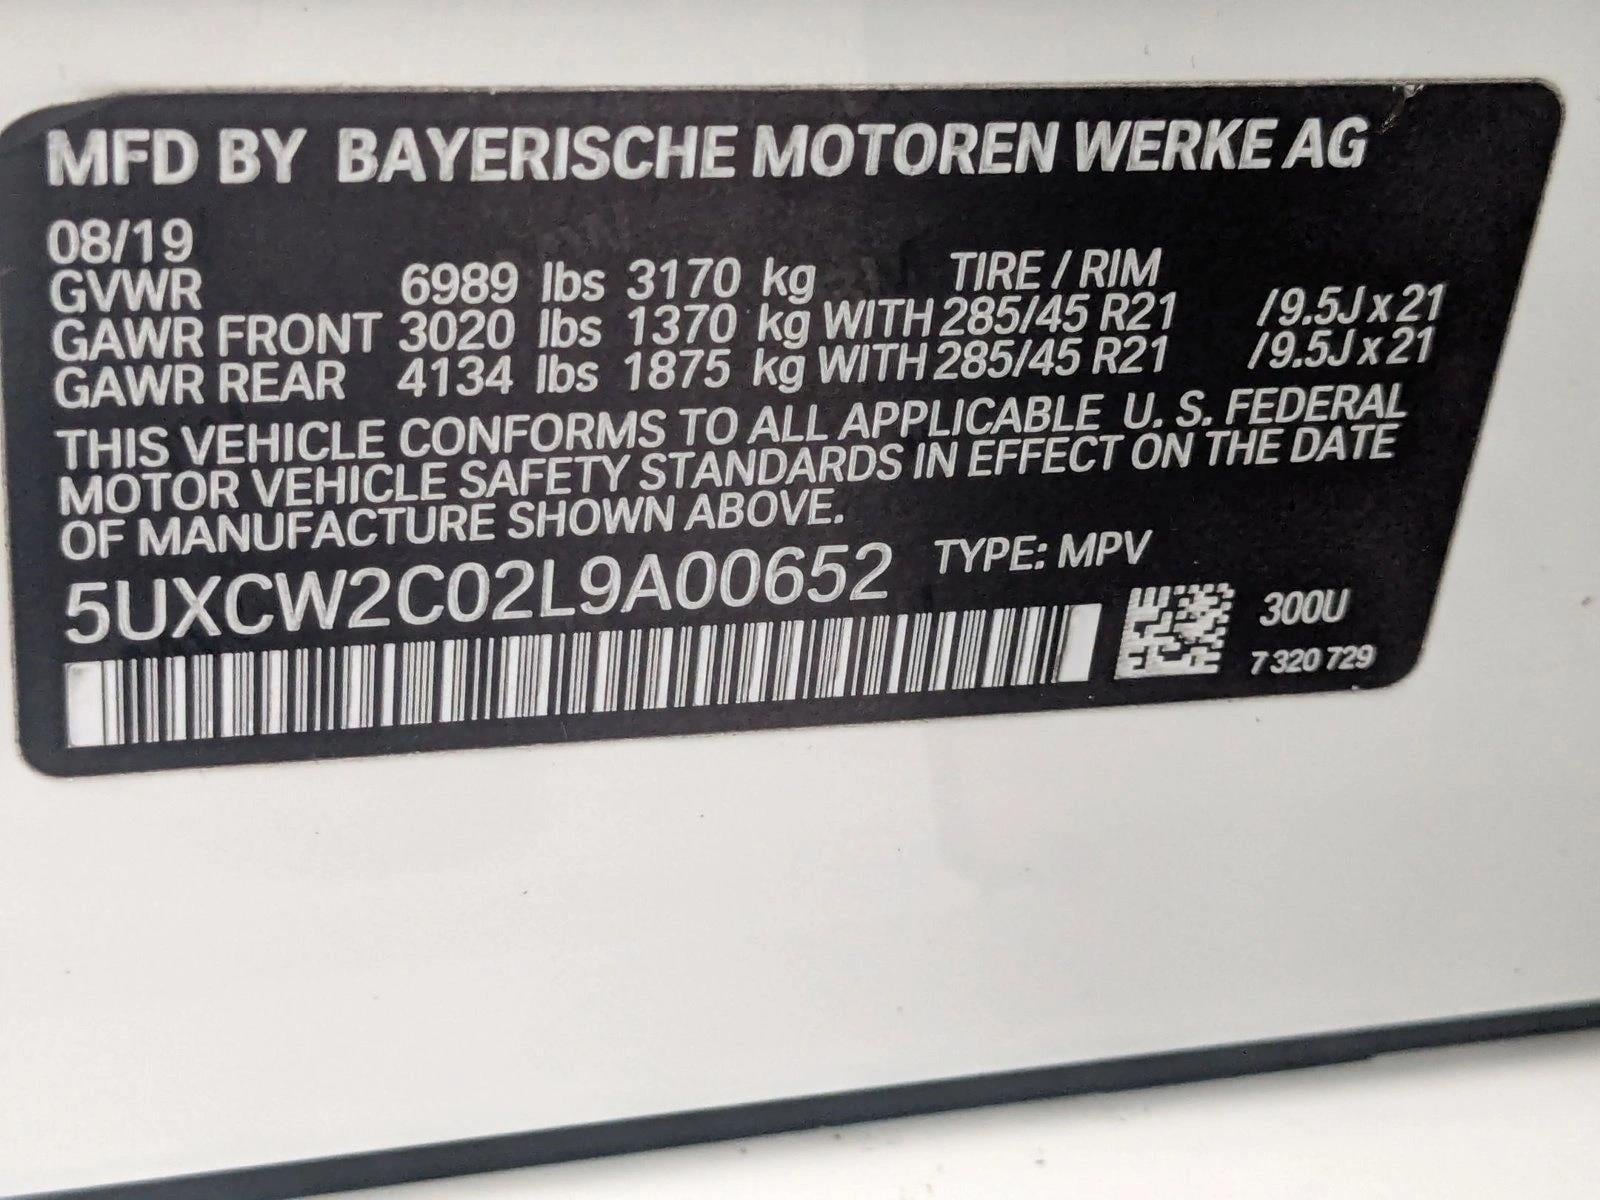 MFD BY BAYERISCHE MOTOREN WERKE AG
08/19
GVWR 6989 lbs 3170 kg TIRE / RIM
GAWR FRONT 3020 lbs 1370 kg WITH 285/45 R21 /9.5J x 21
GAWR REAR 4134 lbs 1875 kg WITH 285/45 R21 /9.5J x 21
THIS VEHICLE CONFORMS TO ALL APPLICABLE U. S. FEDERAL
MOTOR VEHICLE SAFETY STANDARDS IN EFFECT ON THE DATE
OF MANUFACTURE SHOWN ABOVE.
5UXCW2C02L9A00652 TYPE: MPV
300U
7 320 729